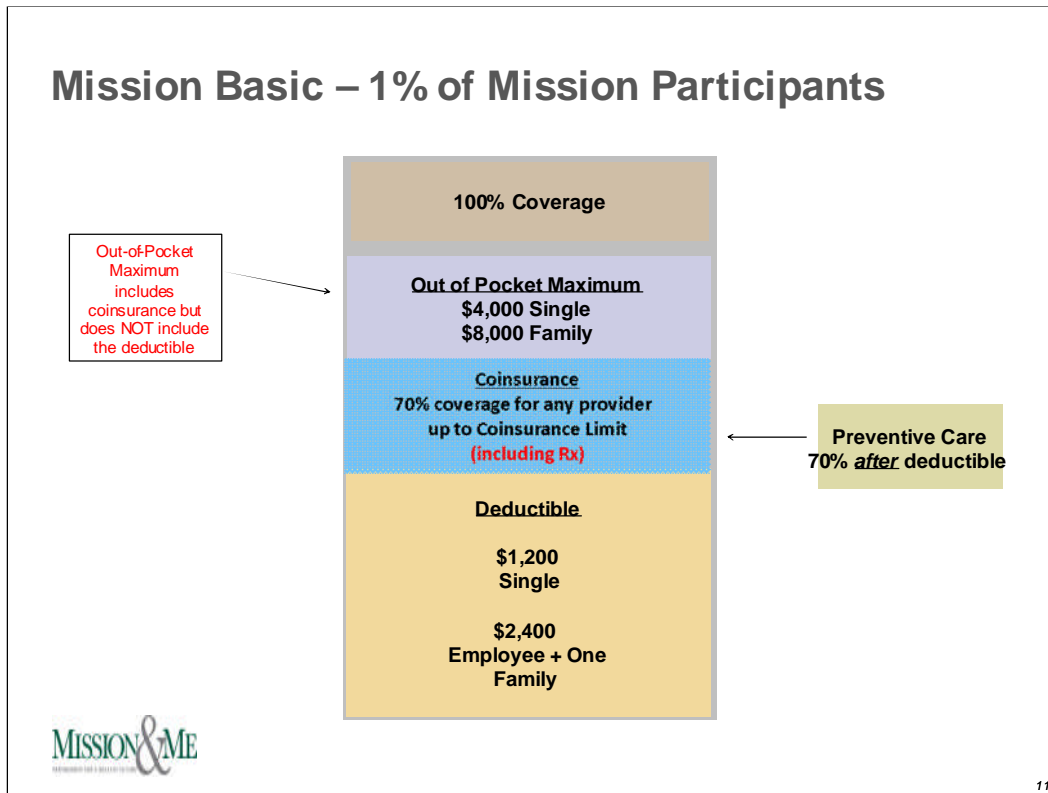 Mission Basic – 1% of Mission Participants
100% Coverage
Out-of-Pocket
Maximum
includes
coinsurance but
does NOT include
the deductible
Out of Pocket Maximum
$4,000 Single
$8,000 Family
Coinsurance
70% coverage for any provider
up to Coinsurance Limit
(including Rx)
Preventive Care
70% after deductible
Deductible
$1,200
Single
$2,400
Employee + One
Family
MISSION&ME
11